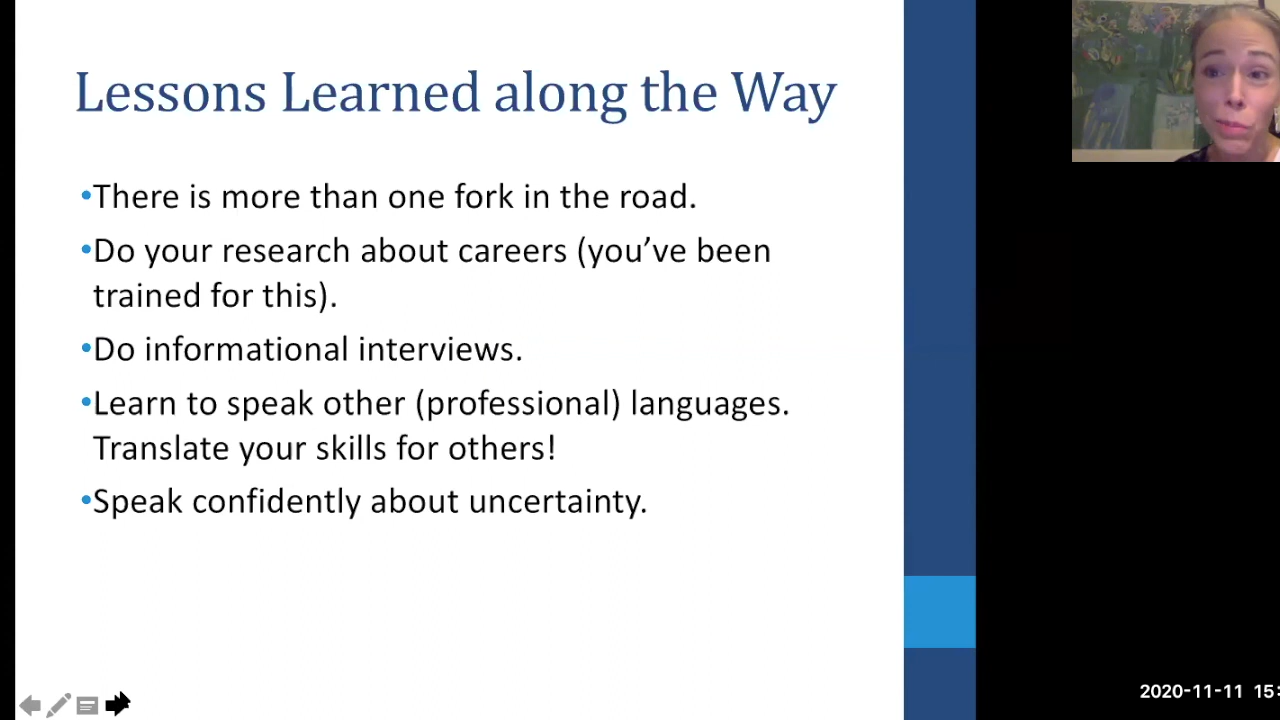 Lessons Learned along the Way
•There is more than one fork in the road.
•Do your research about careers (you’ve been
trained for this).
•Do informational interviews.
•Learn to speak other (professional) languages.
Translate your skills for others!
•Speak confidently about uncertainty.
2020-11-11 15: